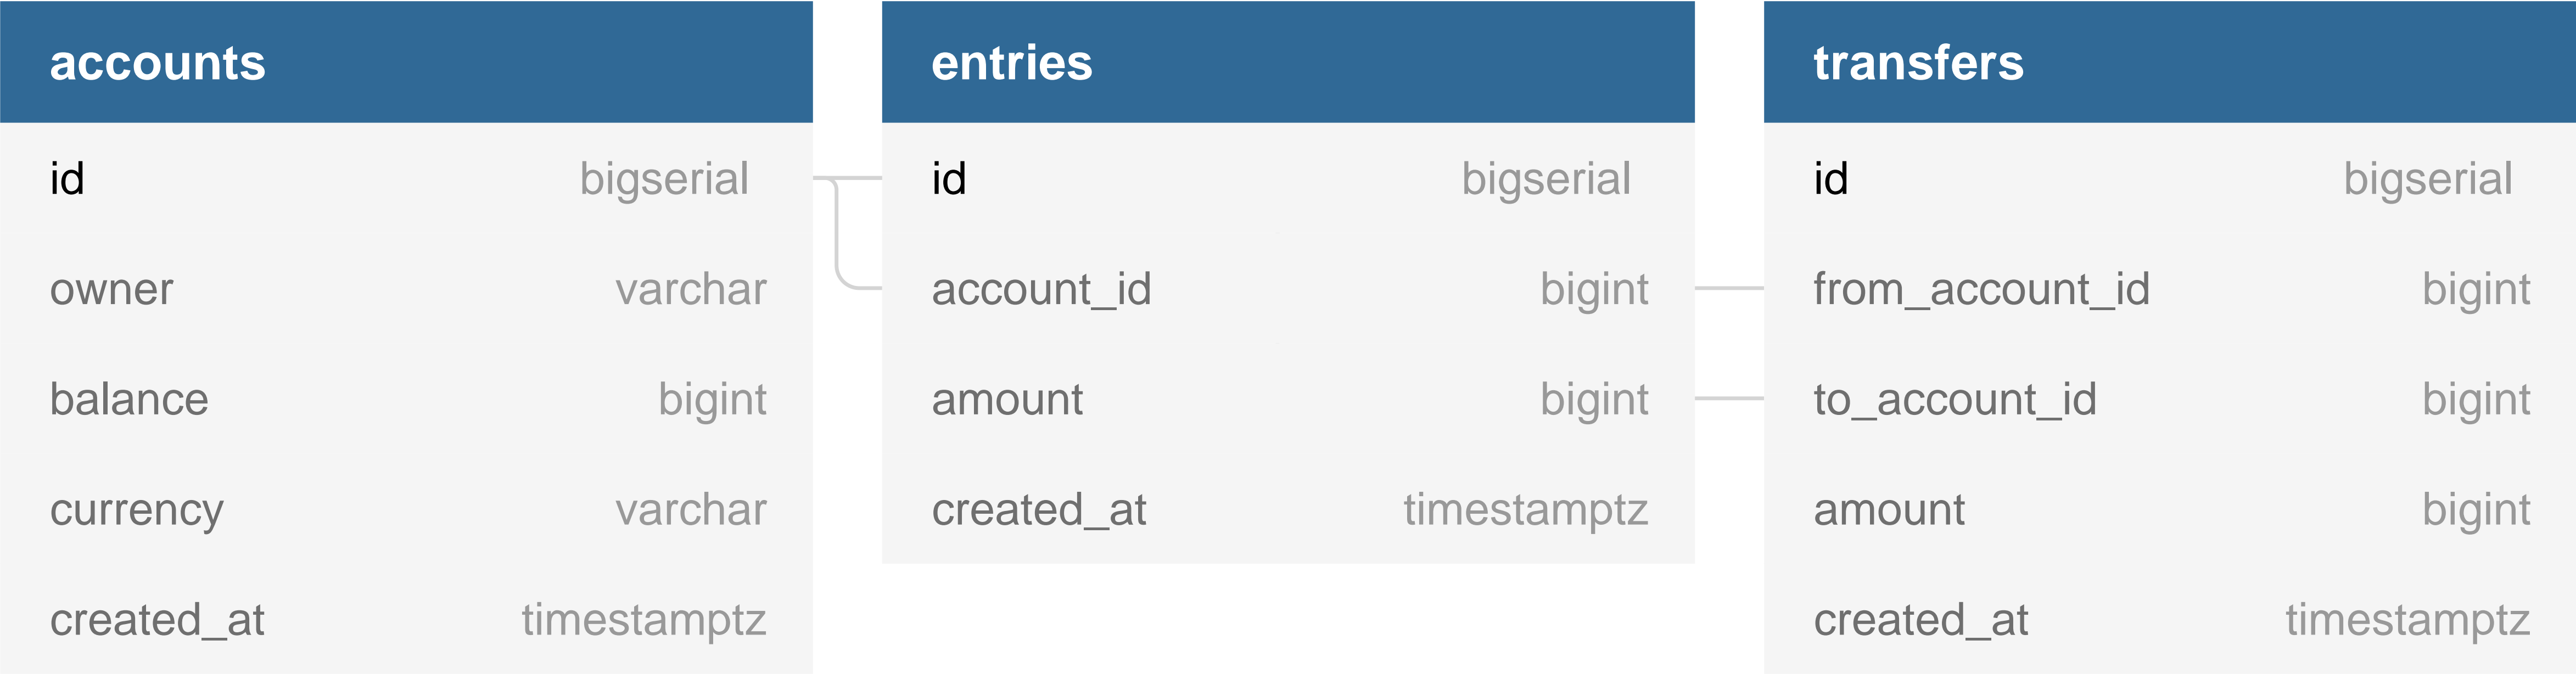 accounts
id bigserial
owner varchar
balance bigint
currency varchar
created_at timestamptz
entries
id bigserial
account_id bigint
amount bigint
created_at timestamptz
transfers
id bigserial
from_account_id bigint
to_account_id bigint
amount bigint
created_at timestamptz